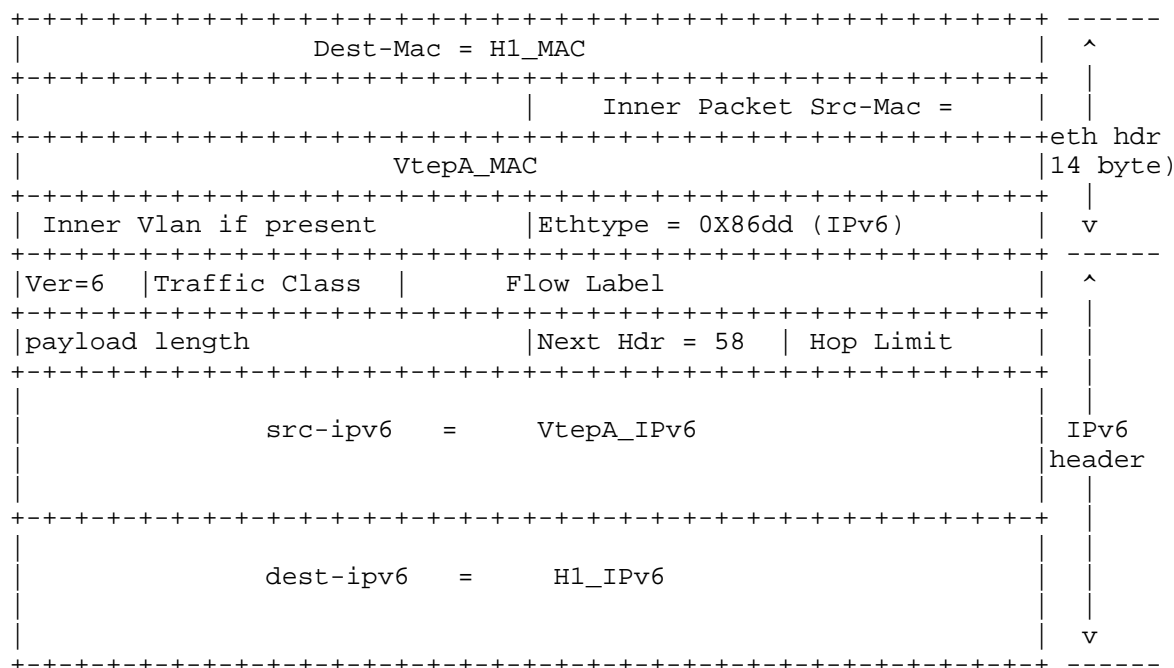 +-+-+-+-+-+-+-+-+-+-+-+-+-+-+-+-+-+-+-+-+-+-+-+-+-+-+-+-+-+-+-+-+ ------
|                  Dest-Mac = H1_MAC                            |  ^
+-+-+-+-+-+-+-+-+-+-+-+-+-+-+-+-+-+-+-+-+-+-+-+-+-+-+-+-+-+-+-+-+  |
|                               |    Inner Packet Src-Mac =     |  |
+-+-+-+-+-+-+-+-+-+-+-+-+-+-+-+-+-+-+-+-+-+-+-+-+-+-+-+-+-+-+-+-+eth hdr
|                       VtepA_MAC                               |14 byte)
+-+-+-+-+-+-+-+-+-+-+-+-+-+-+-+-+-+-+-+-+-+-+-+-+-+-+-+-+-+-+-+-+  |
| Inner Vlan if present         |Ethtype = 0X86dd (IPv6)        |  v
+-+-+-+-+-+-+-+-+-+-+-+-+-+-+-+-+-+-+-+-+-+-+-+-+-+-+-+-+-+-+-+-+ ------
|Ver=6  |Traffic Class  |      Flow Label                       |  ^
+-+-+-+-+-+-+-+-+-+-+-+-+-+-+-+-+-+-+-+-+-+-+-+-+-+-+-+-+-+-+-+-+  |
|payload length                 |Next Hdr = 58  | Hop Limit     |  |
+-+-+-+-+-+-+-+-+-+-+-+-+-+-+-+-+-+-+-+-+-+-+-+-+-+-+-+-+-+-+-+-+  |
|                                                               |  |
|               src-ipv6   =    VtepA_IPv6                      | IPv6
|                                                               |header
|                                                               |  |
+-+-+-+-+-+-+-+-+-+-+-+-+-+-+-+-+-+-+-+-+-+-+-+-+-+-+-+-+-+-+-+-+  |
|                                                               |  |
|               dest-ipv6   =     H1_IPv6                       |  |
|                                                               |  |
|                                                               |  v
+-+-+-+-+-+-+-+-+-+-+-+-+-+-+-+-+-+-+-+-+-+-+-+-+-+-+-+-+-+-+-+-+ ------